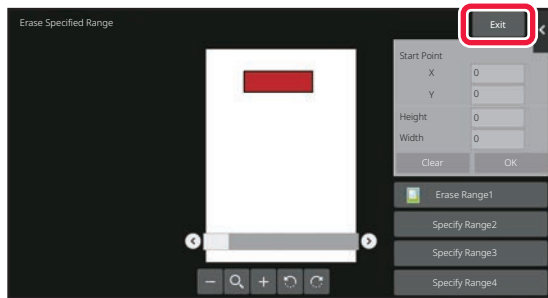 Erase Specified Range
Exit
Start Point
X 0
Y 0
Height 0
Width 0
Clear OK
Erase Range1
Specify Range2
Specify Range3
Specify Range4